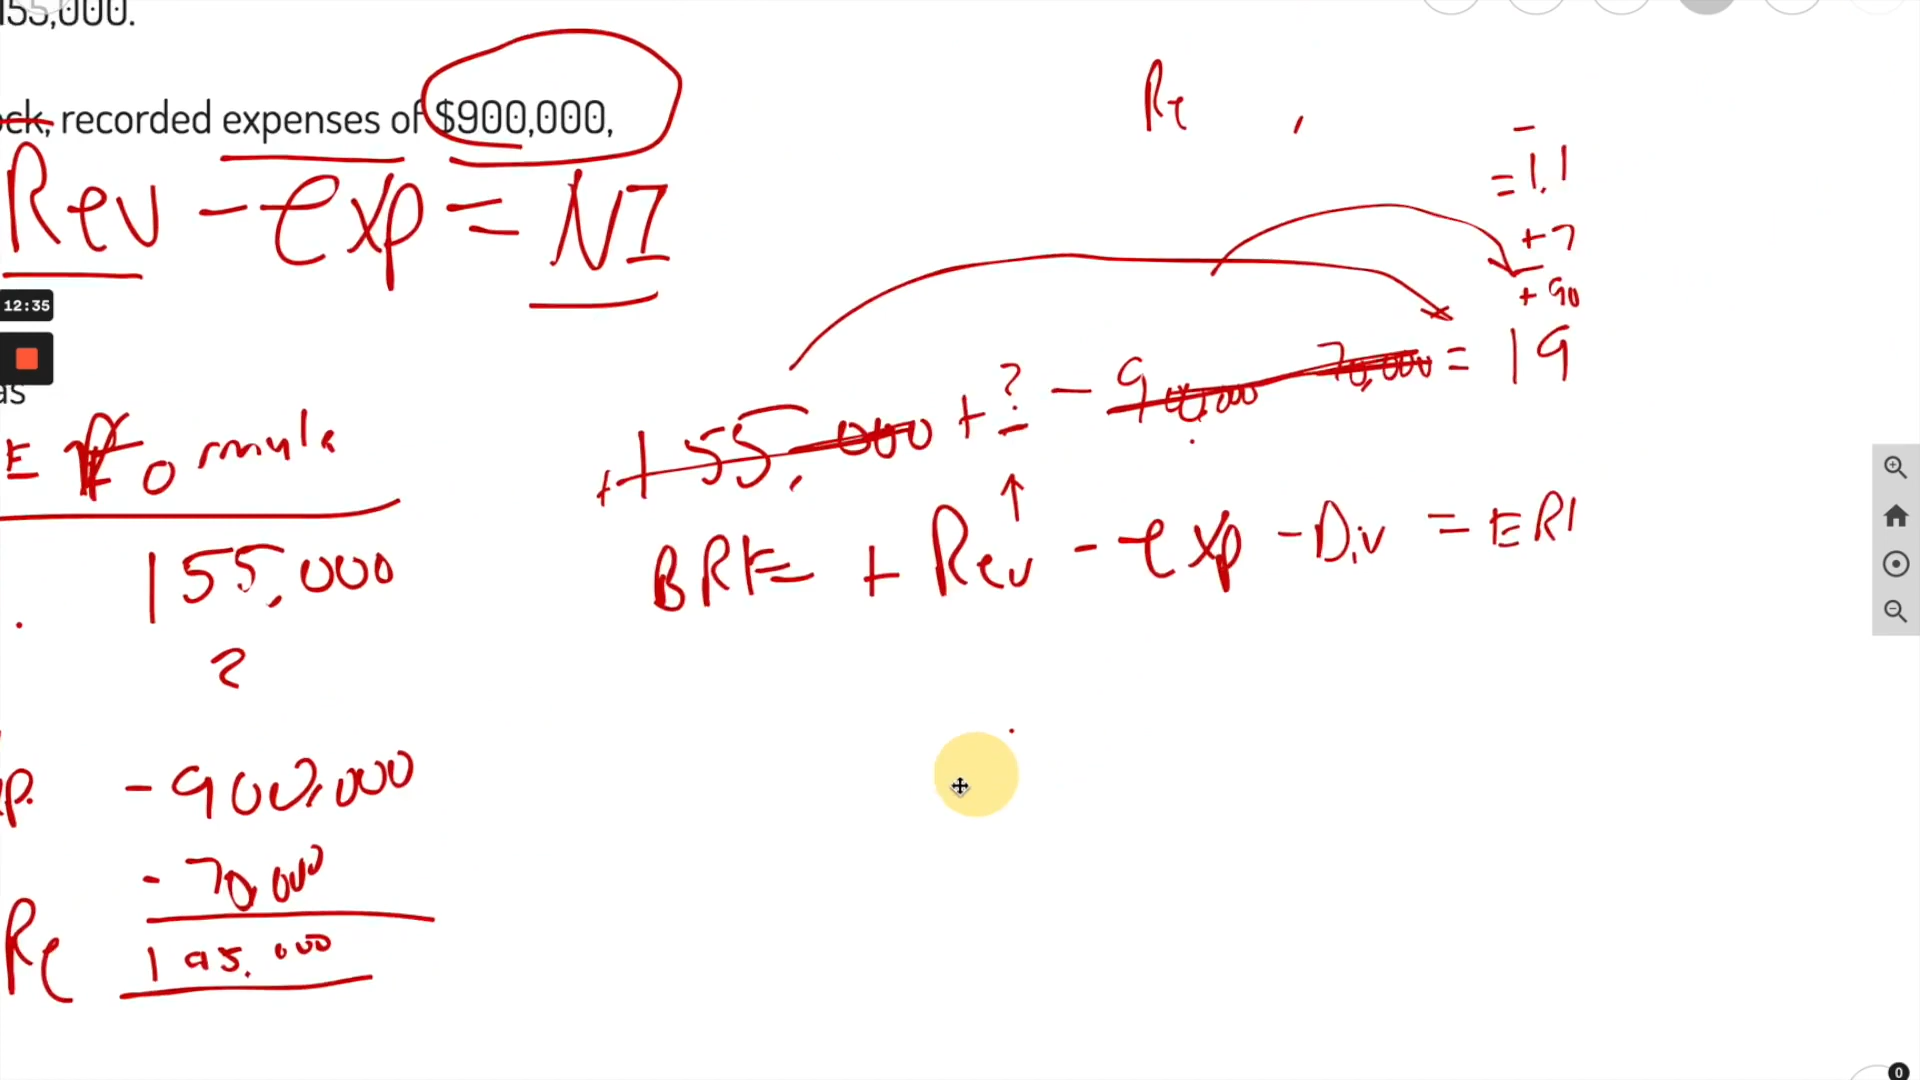 155,000.
Re ,
ock, recorded expenses of $900,000,
= 1.1
Rev - exp = NI
+ 7
+ 90
12:35
+155,000 + ? - 900,000 70,000 = 19
as
E Formula
BRE + Rev - exp - Div = ERE
155,000
?
p. - 900,000
- 70,000
Re 195,000
0